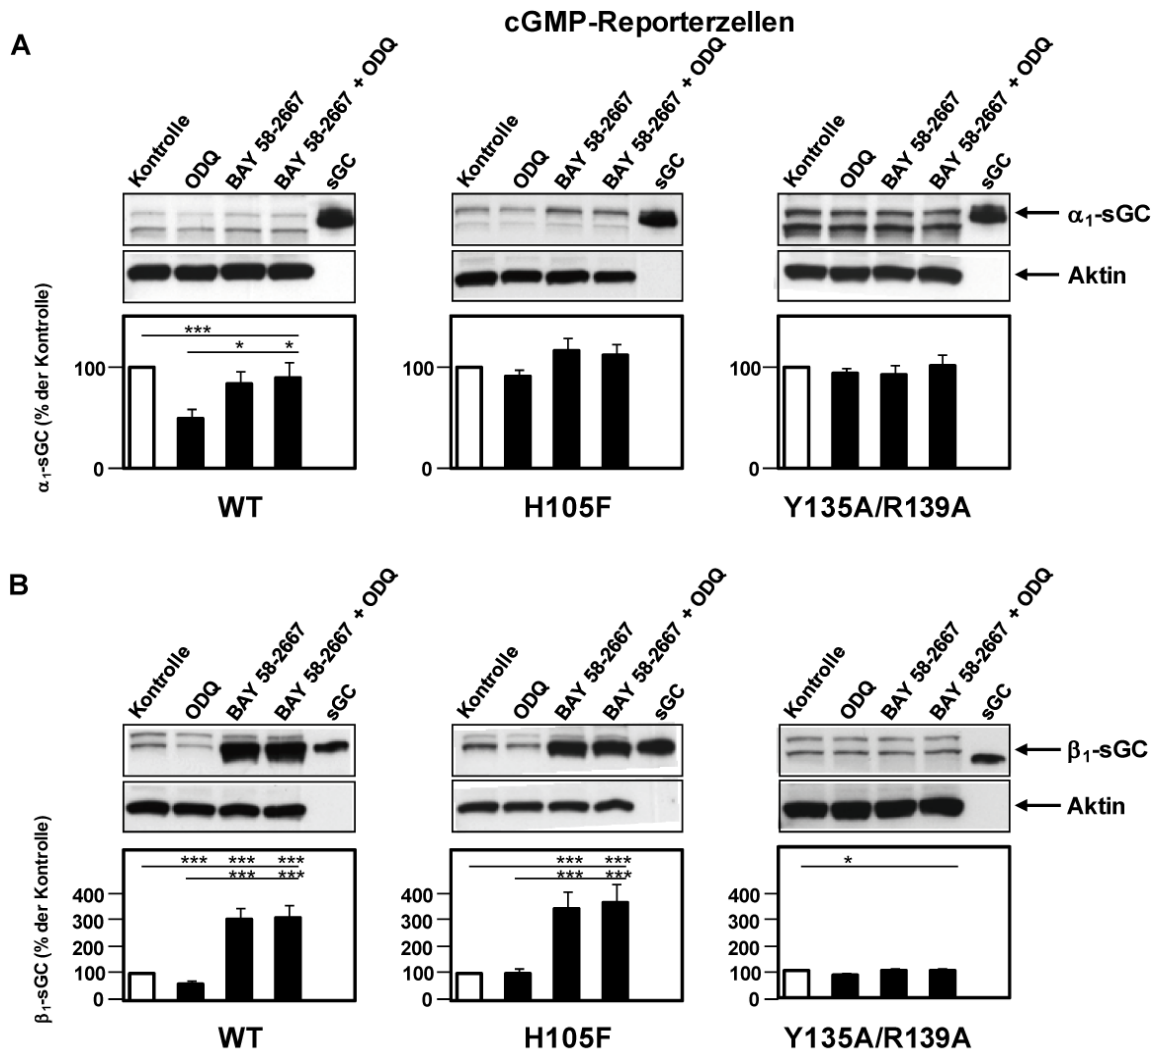 cGMP-Reporterzellen
A
Kontrolle
ODQ
BAY 58-2667
BAY 58-2667 + ODQ
sGC
Kontrolle
ODQ
BAY 58-2667
BAY 58-2667 + ODQ
sGC
Kontrolle
ODQ
BAY 58-2667
BAY 58-2667 + ODQ
sGC
α1-sGC
Aktin
α1-sGC (% der Kontrolle)
100
0
***
* *
100
0
100
0
WT
H105F
Y135A/R139A
B
Kontrolle
ODQ
BAY 58-2667
BAY 58-2667 + ODQ
sGC
Kontrolle
ODQ
BAY 58-2667
BAY 58-2667 + ODQ
sGC
Kontrolle
ODQ
BAY 58-2667
BAY 58-2667 + ODQ
sGC
β1-sGC
Aktin
β1-sGC (% der Kontrolle)
400
300
200
100
0
*** *** ***
*** ***
400
300
200
100
0
*** ***
*** ***
400
300
200
100
0
*
WT
H105F
Y135A/R139A